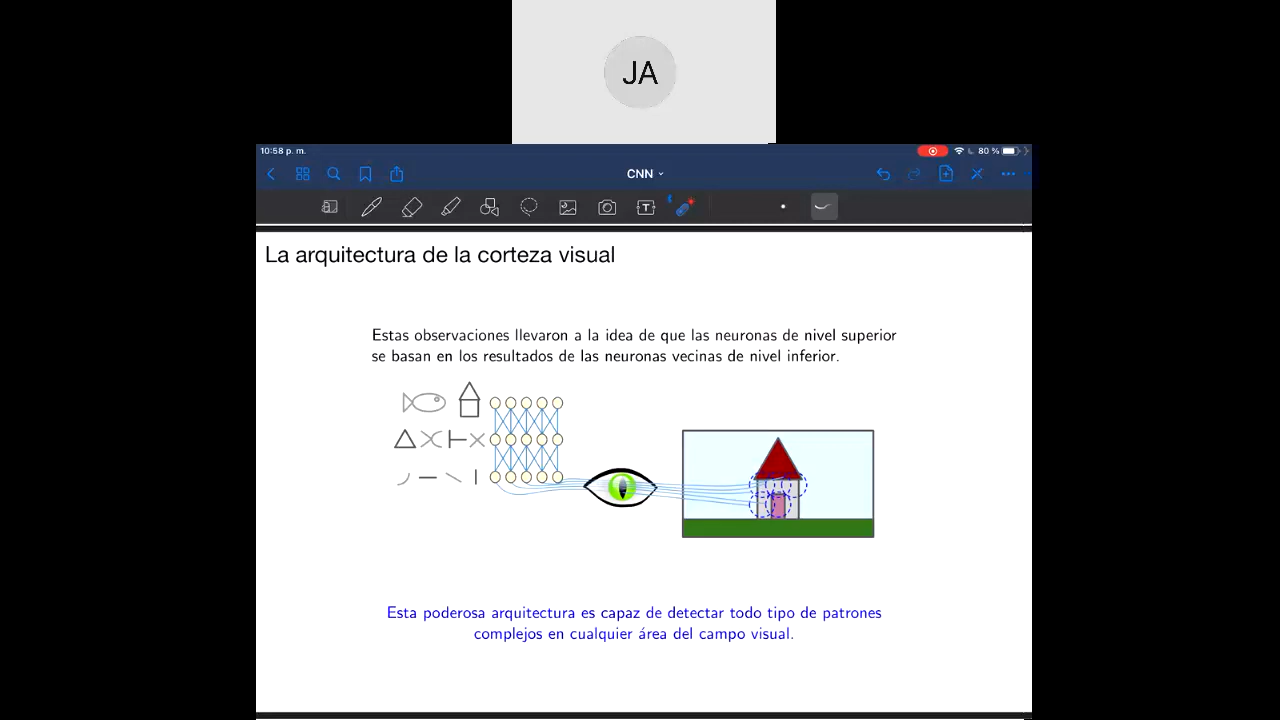 JA
10:58 p. m.
80 %
CNN
T
La arquitectura de la corteza visual
Estas observaciones llevaron a la idea de que las neuronas de nivel superior
se basan en los resultados de las neuronas vecinas de nivel inferior.
Esta poderosa arquitectura es capaz de detectar todo tipo de patrones
complejos en cualquier área del campo visual.